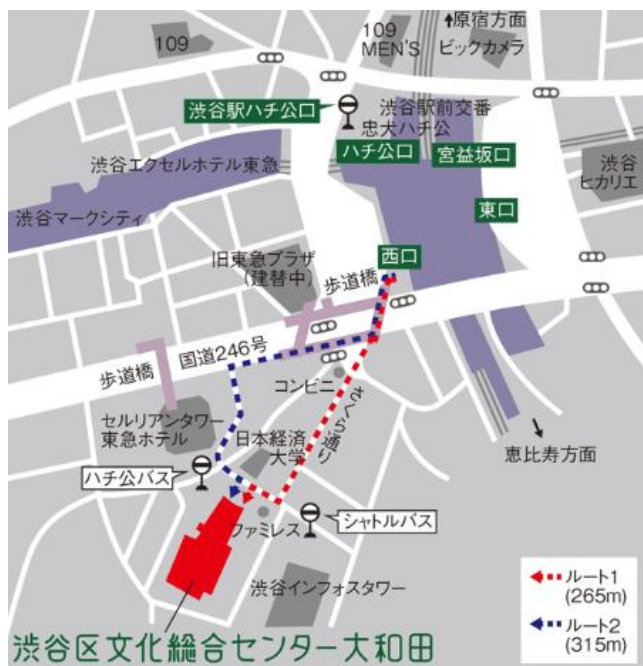 109
109
MEN'S
↑原宿方面
ビックカメラ
渋谷駅ハチ公口
渋谷駅前交番
忠犬ハチ公
ハチ公口
宮益坂口
渋谷
ヒカリエ
渋谷エクセルホテル東急
渋谷マークシティ
東口
西口
旧東急プラザ
(建替中)
歩道橋
国道246号
歩道橋
コンビニ
さくら通り
セルリアンタワー
東急ホテル
日本経済
大学
恵比寿方面
ハチ公バス
ファミレス
シャトルバス
渋谷インフォスタワー
ルート1
(265m)
ルート2
(315m)
渋谷区文化総合センター大和田